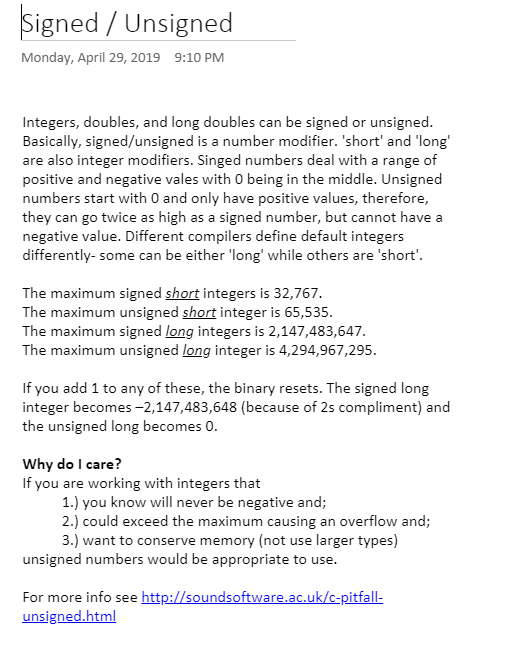 Signed / Unsigned
Monday, April 29, 2019 9:10 PM
Integers, doubles, and long doubles can be signed or unsigned.
Basically, signed/unsigned is a number modifier. 'short' and 'long'
are also integer modifiers. Singed numbers deal with a range of
positive and negative vales with 0 being in the middle. Unsigned
numbers start with 0 and only have positive values, therefore,
they can go twice as high as a signed number, but cannot have a
negative value. Different compilers define default integers
differently- some can be either 'long' while others are 'short'.
The maximum signed short integers is 32,767.
The maximum unsigned short integer is 65,535.
The maximum signed long integers is 2,147,483,647.
The maximum unsigned long integer is 4,294,967,295.
If you add 1 to any of these, the binary resets. The signed long
integer becomes –2,147,483,648 (because of 2s compliment) and
the unsigned long becomes 0.
Why do I care?
If you are working with integers that
1.) you know will never be negative and;
2.) could exceed the maximum causing an overflow and;
3.) want to conserve memory (not use larger types)
unsigned numbers would be appropriate to use.
For more info see http://soundsoftware.ac.uk/c-pitfall-
unsigned.html